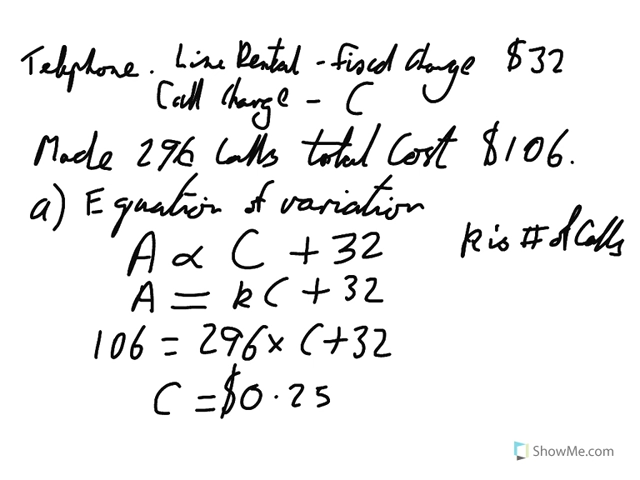 Telephone. Line Rental - Fixed Charge $32
Call Charge - C
Made 296 Calls total Cost $106.
a) Equation of variation
A ∝ C + 32
k is # of Calls
A = kC + 32
106 = 296 × C + 32
C = $0.25
ShowMe.com